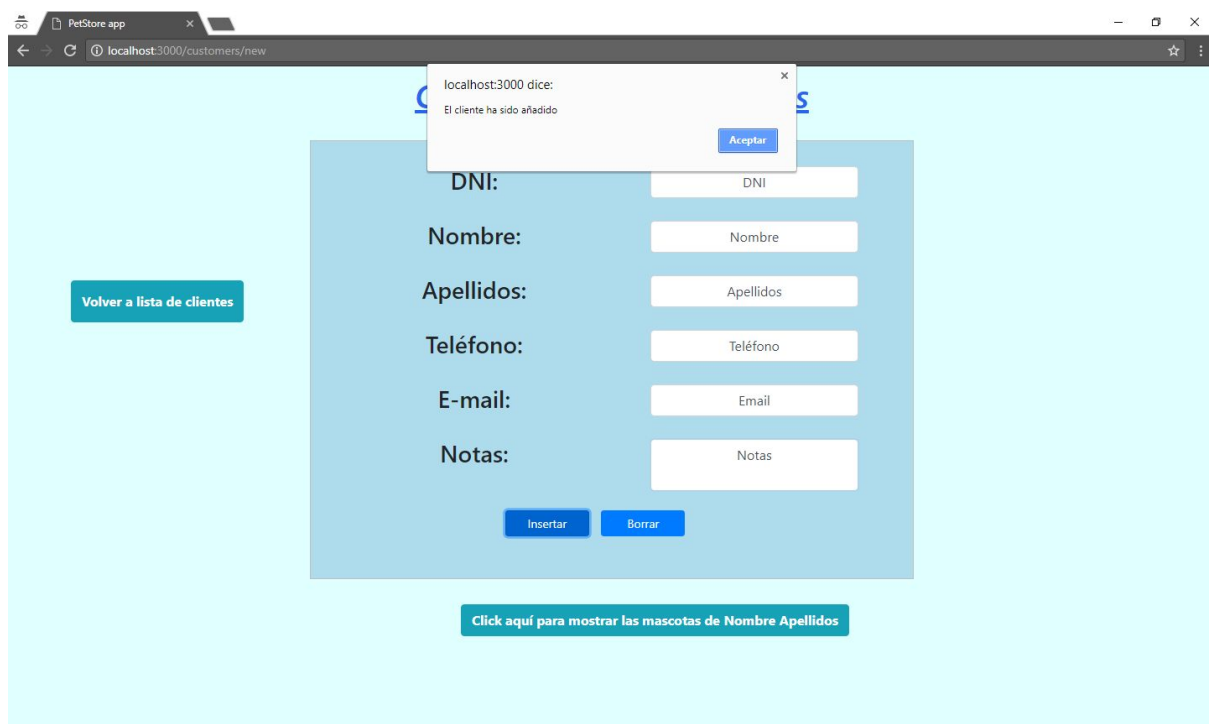 PetStore app
localhost:3000/customers/new
localhost:3000 dice:
El cliente ha sido añadido
Aceptar
DNI:
DNI
Nombre:
Nombre
Apellidos:
Apellidos
Volver a lista de clientes
Teléfono:
Teléfono
E-mail:
Email
Notas:
Notas
Insertar
Borrar
Click aquí para mostrar las mascotas de Nombre Apellidos